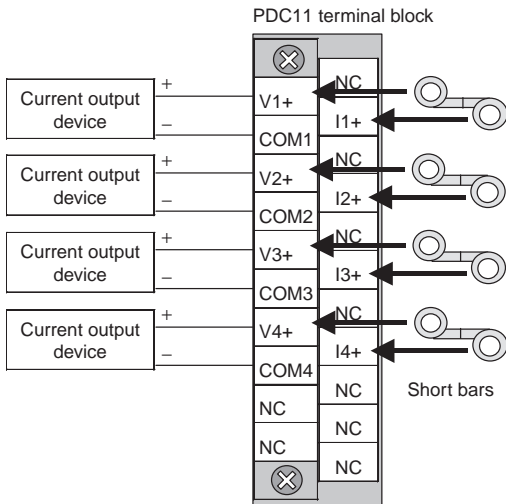 PDC11 terminal block
Current output
device
+
−
Current output
device
+
−
Current output
device
+
−
Current output
device
+
−
V1+
COM1
V2+
COM2
V3+
COM3
V4+
COM4
NC
NC
NC
I1+
NC
I2+
NC
I3+
NC
I4+
NC
NC
NC
Short bars